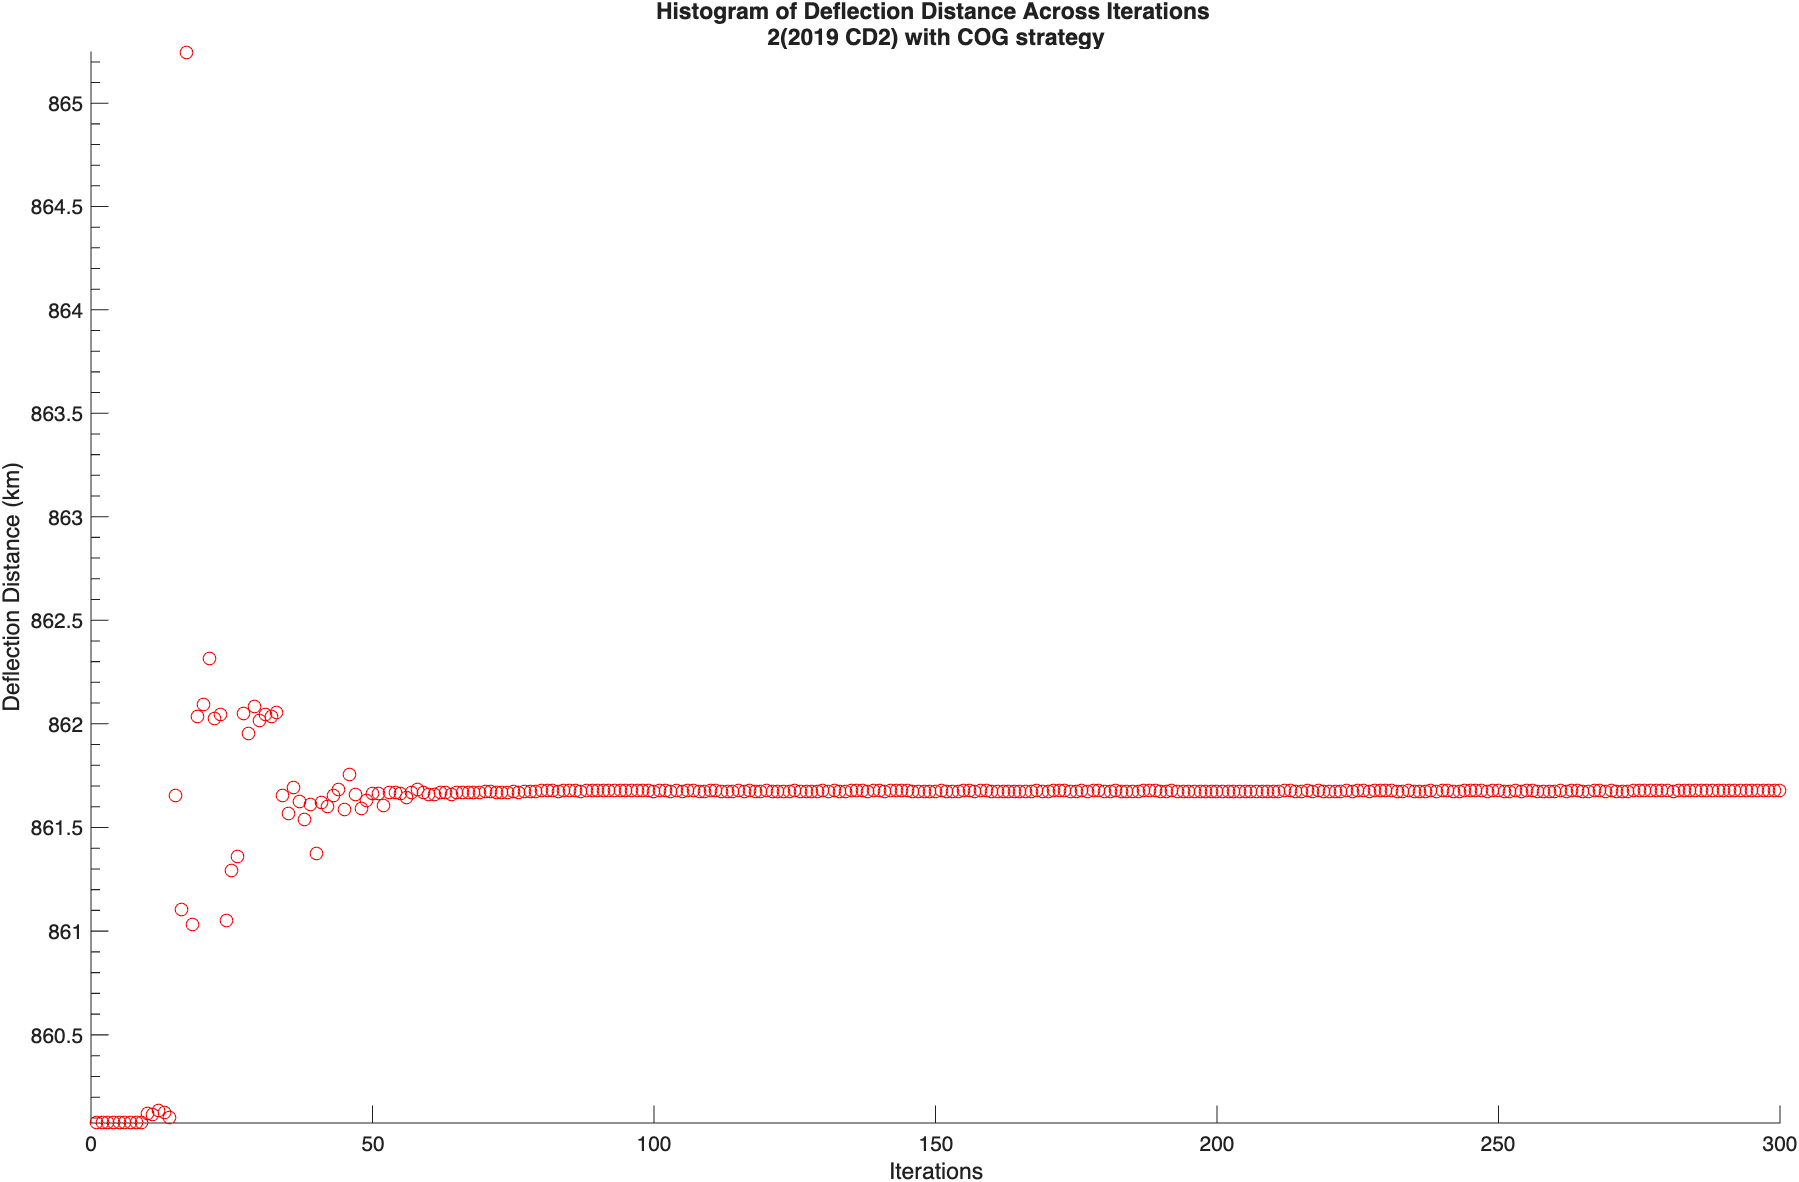 Histogram of Deflection Distance Across Iterations
2(2019 CD2) with COG strategy
Deflection Distance (km)
865
864.5
864
863.5
863
862.5
862
861.5
861
860.5
0 50 100 150 200 250 300
Iterations